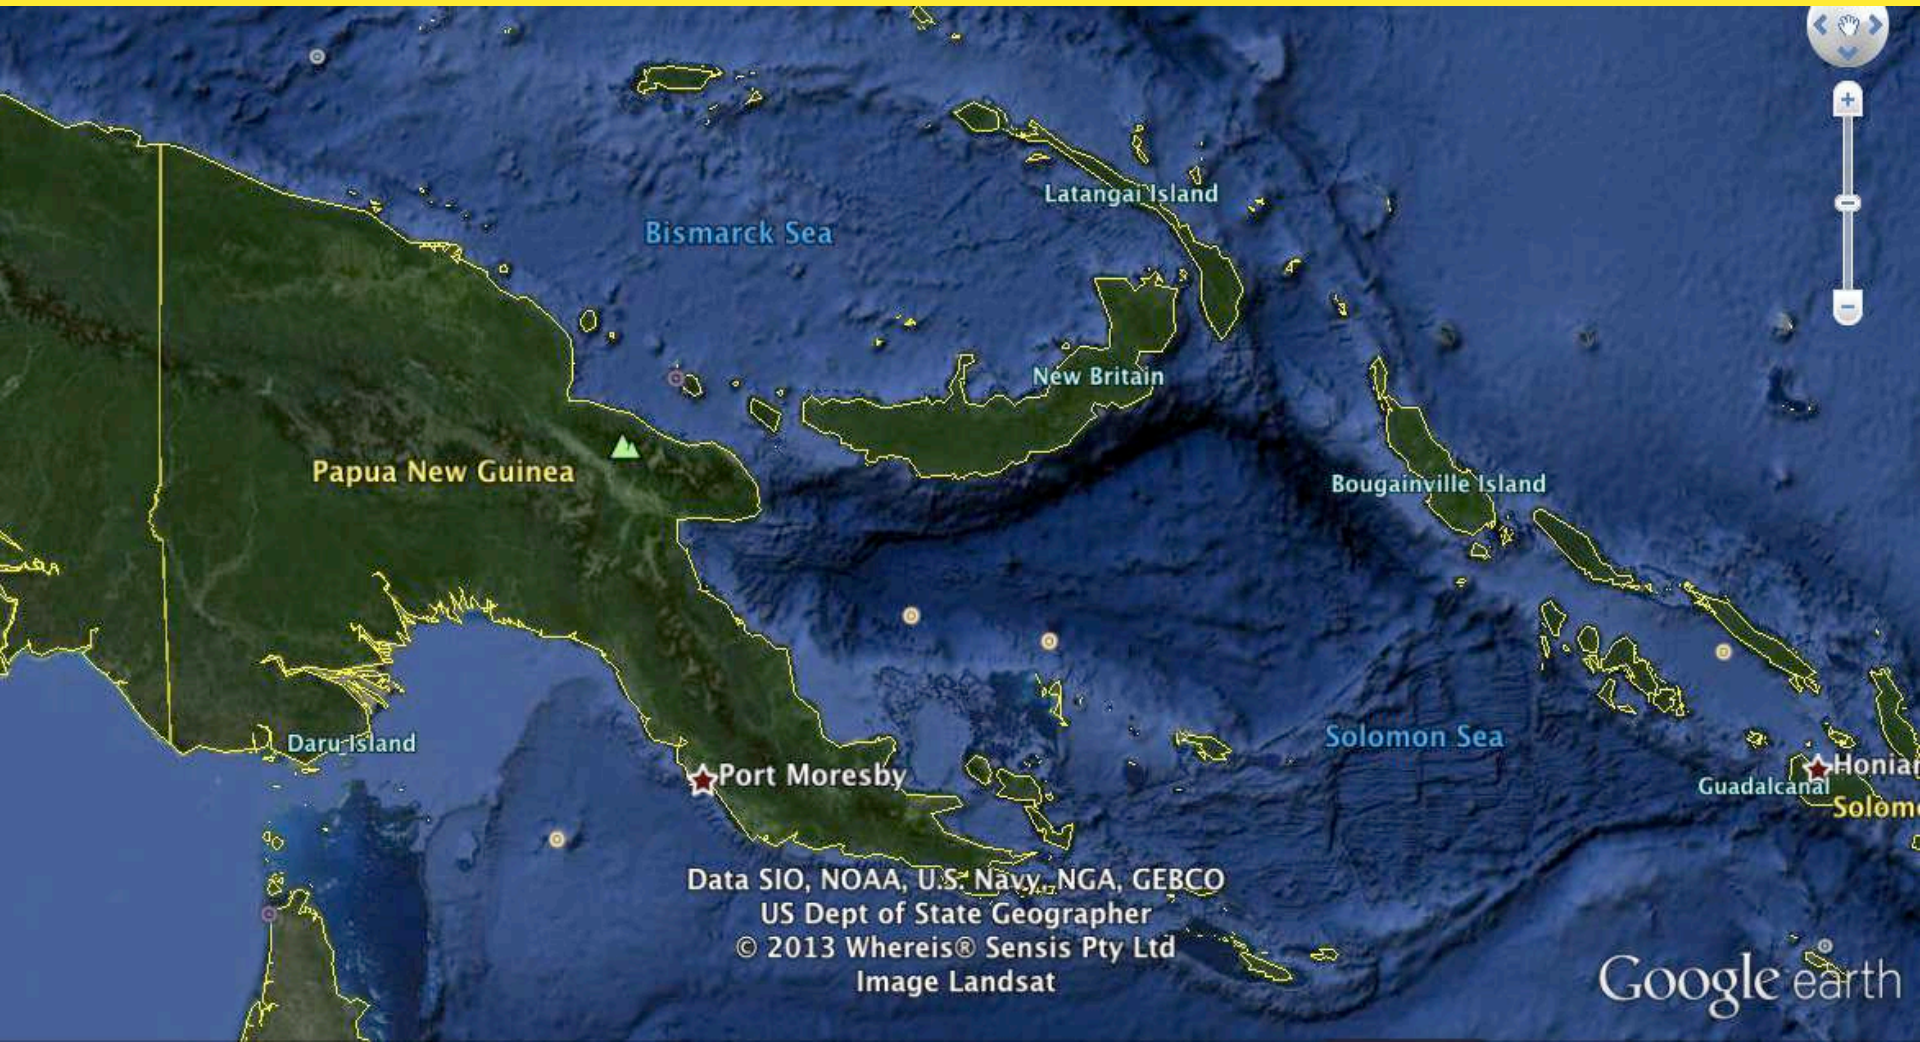 Latangai Island
Bismarck Sea
New Britain
Papua New Guinea
Bougainville Island
Daru Island
Solomon Sea
Port Moresby
Honiar
Guadalcanal
Solomo
Data SIO, NOAA, U.S. Navy, NGA, GEBCO
US Dept of State Geographer
© 2013 Whereis® Sensis Pty Ltd
Image Landsat
Google earth